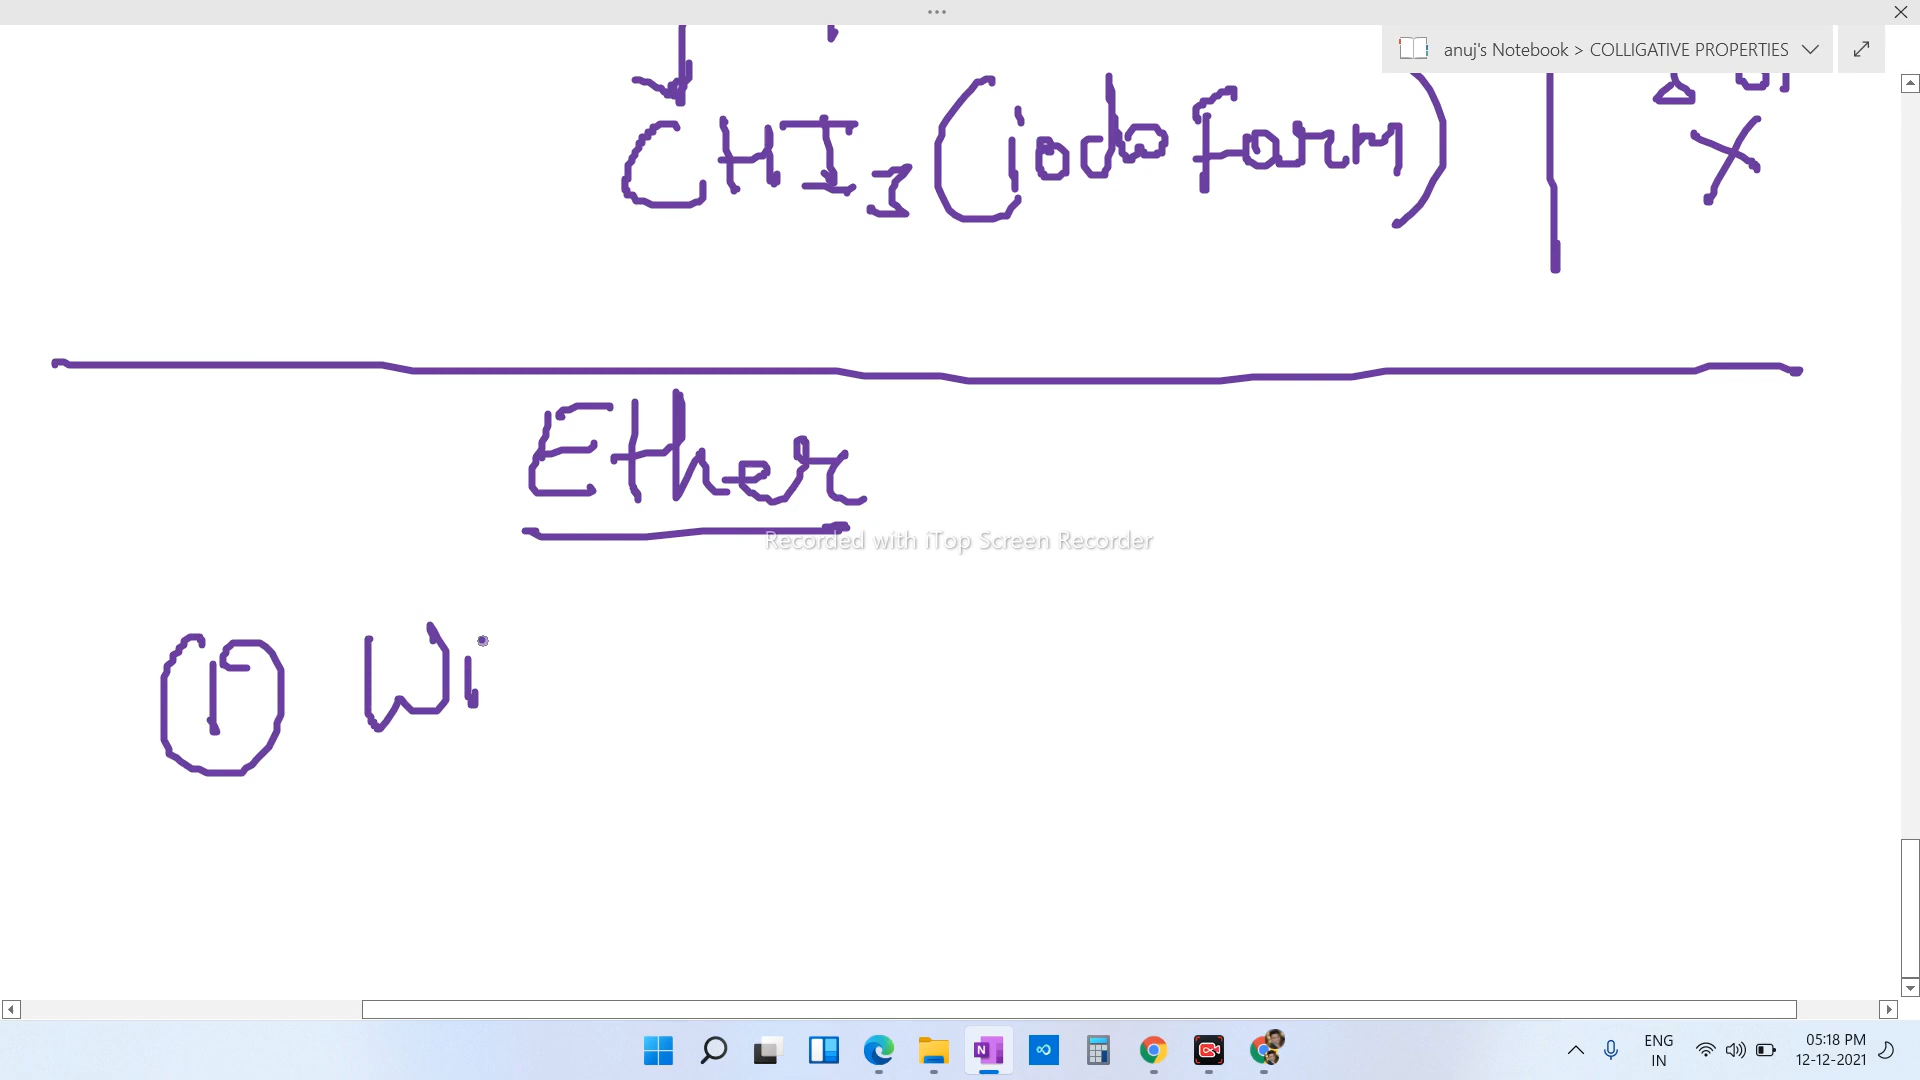 anuj's Notebook > COLLIGATIVE PROPERTIES
CHI3 (iodoform)
Ether
Recorded with iTop Screen Recorder
1 Wi
ENG
IN
05:18 PM
12-12-2021